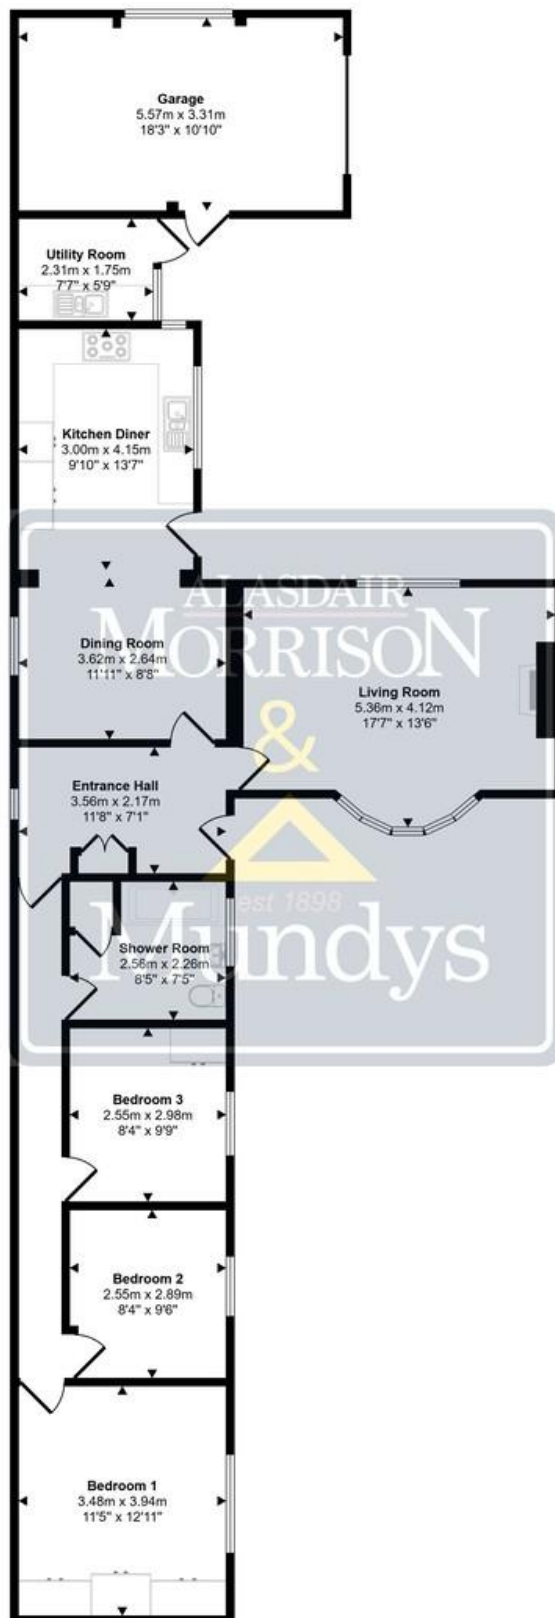 Garage
5.57m x 3.31m
18'3" x 10'10"
Utility Room
2.31m x 1.75m
7'7" x 5'9"
Kitchen Diner
3.00m x 4.15m
9'10" x 13'7"
ALASDAIR
MORRISON
Dining Room
3.62m x 2.64m
11'11" x 8'8"
Living Room
5.36m x 4.12m
17'7" x 13'6"
&
Entrance Hall
3.56m x 2.17m
11'8" x 7'1"
est 1898
Mundys
Shower Room
2.56m x 2.26m
8'5" x 7'5"
Bedroom 3
2.55m x 2.98m
8'4" x 9'9"
Bedroom 2
2.55m x 2.89m
8'4" x 9'6"
Bedroom 1
3.48m x 3.94m
11'5" x 12'11"